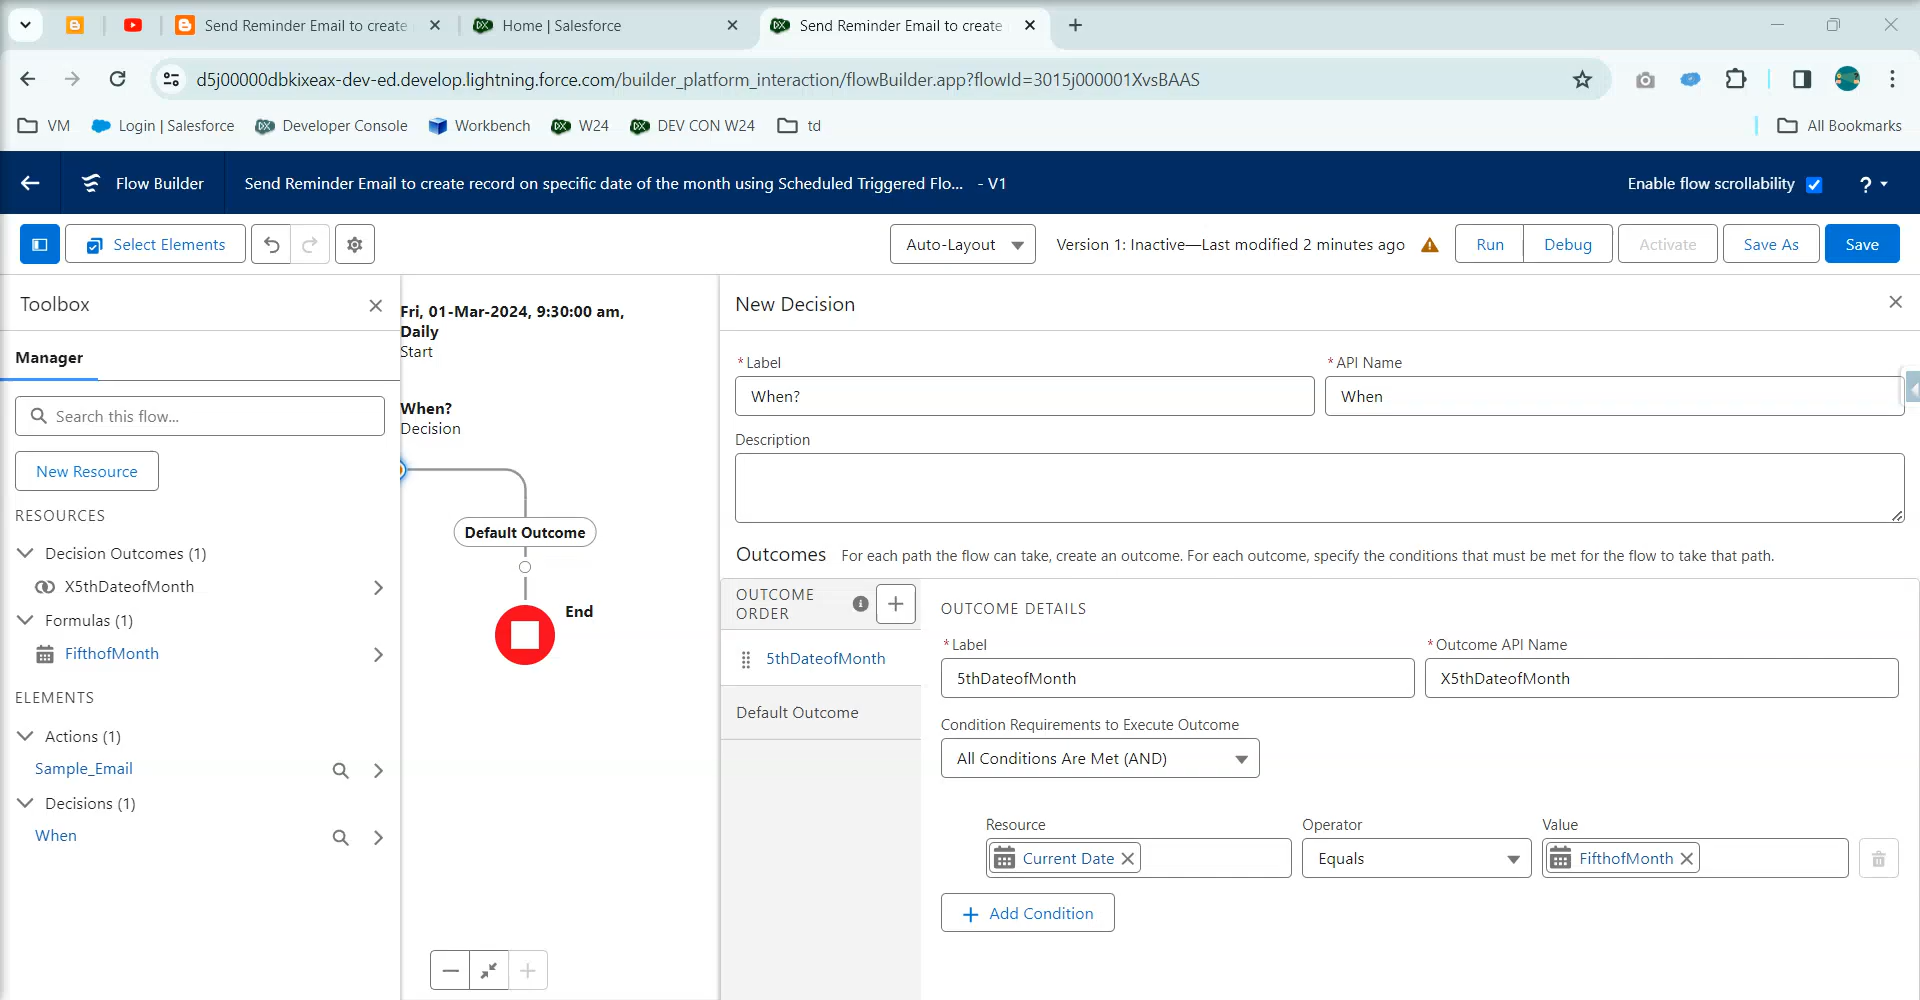 Send Reminder Email to create
Home | Salesforce
Send Reminder Email to create
d5j00000dbkixeax-dev-ed.develop.lightning.force.com/builder_platform_interaction/flowBuilder.app?flowId=3015j000001XvsBAAS
VM
Login | Salesforce
Developer Console
Workbench
W24
DEV CON W24
td
All Bookmarks
Flow Builder
Send Reminder Email to create record on specific date of the month using Scheduled Triggered Flo... - V1
Enable flow scrollability
?
Select Elements
Auto-Layout
Version 1: Inactive—Last modified 2 minutes ago
Run
Debug
Activate
Save As
Save
Toolbox
Manager
Search this flow...
New Resource
RESOURCES
Decision Outcomes (1)
X5thDateofMonth
Formulas (1)
FifthofMonth
ELEMENTS
Actions (1)
Sample_Email
Decisions (1)
When
Fri, 01-Mar-2024, 9:30:00 am,
Daily
Start
When?
Decision
Default Outcome
End
New Decision
* Label
When?
* API Name
When
Description
Outcomes For each path the flow can take, create an outcome. For each outcome, specify the conditions that must be met for the flow to take that path.
OUTCOME
ORDER
5thDateofMonth
Default Outcome
OUTCOME DETAILS
* Label
5thDateofMonth
* Outcome API Name
X5thDateofMonth
Condition Requirements to Execute Outcome
All Conditions Are Met (AND)
Resource
Current Date
Operator
Equals
Value
FifthofMonth
Add Condition